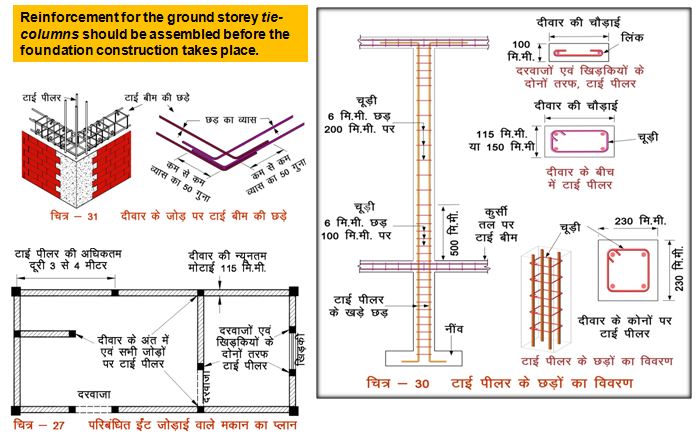 Reinforcement for the ground storey tie-
columns should be assembled before the
foundation construction takes place.
टाई पीलर
टाई बीम की छड़े
छड़ का व्यास
कम से कम
व्यास का 50 गुना
कम से कम
व्यास का 50 गुना
चित्र – 31 दीवार के जोड़ पर टाई बीम की छड़े
टाई पीलर की अधिकतम
दूरी 3 से 4 मीटर
दीवार की न्यूनतम
मोटाई 115 मि.मी.
दीवार के अंत में
एवं सभी जोड़ों
पर टाई पीलर
दरवाजों एवं
खिड़कियों के
दोनों तरफ
टाई पीलर
खिड़की
दरवाजा
दरवाजा
चित्र – 27 परिबंधित ईंट जोड़ाई वाले मकान का प्लान
चूड़ी
6 मि.मी. छड़
200 मि.मी. पर
चूड़ी
6 मि.मी. छड़
100 मि.मी. पर
500 मि.मी.
कुर्सी
तल पर
टाई बीम
टाई पीलर
के खड़े छड़
नींव
दीवार की चौड़ाई
लिंक
100
मि.मी.
दरवाजों एवं खिड़कियों के
दोनों तरफ, टाई पीलर
दीवार की चौड़ाई
115 मि.मी.
या 150 मि.मी.
चूड़ी
दीवार के बीच
में टाई पीलर
चूड़ी
230 मि.मी.
230 मि.मी.
दीवार के कोनों पर
टाई पीलर
टाई पीलर के छड़ों का विवरण
चित्र – 30 टाई पीलर के छड़ों का विवरण